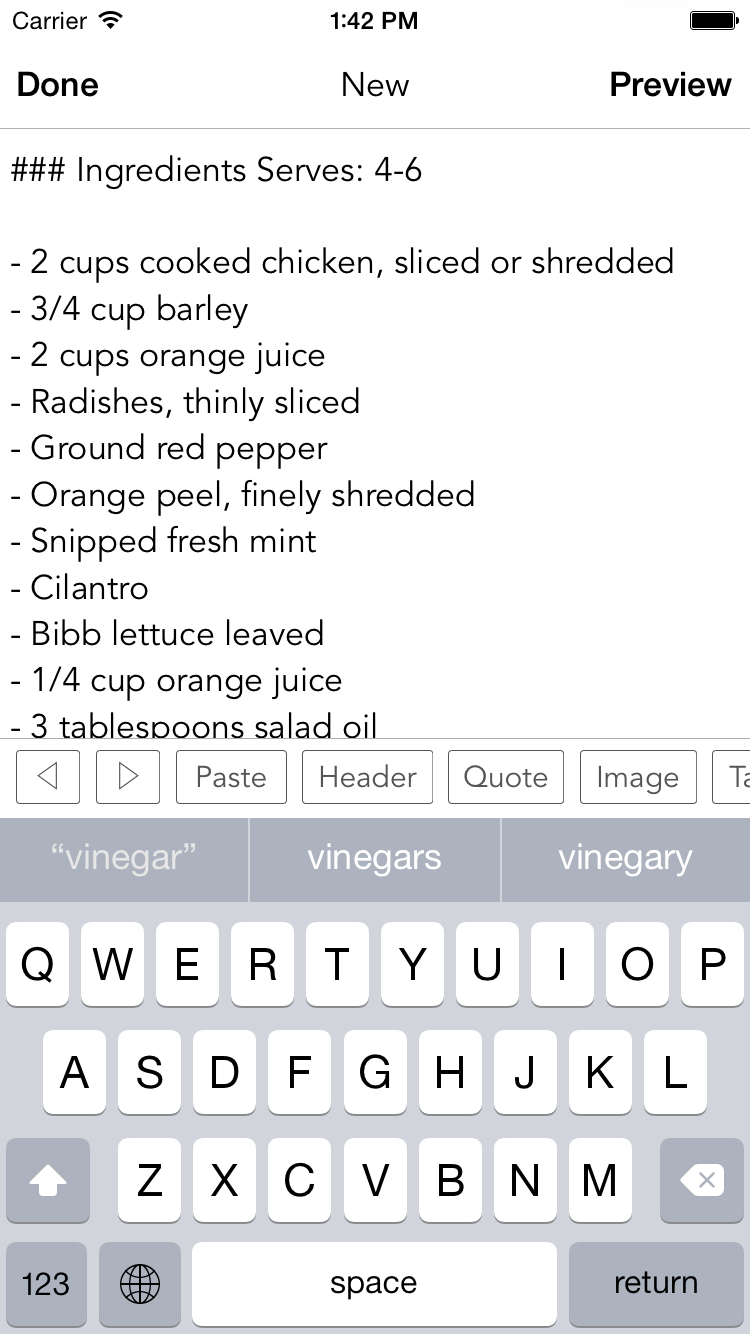 Carrier 1:42 PM
Done New Preview
### Ingredients Serves: 4-6
- 2 cups cooked chicken, sliced or shredded
- 3/4 cup barley
- 2 cups orange juice
- Radishes, thinly sliced
- Ground red pepper
- Orange peel, finely shredded
- Snipped fresh mint
- Cilantro
- Bibb lettuce leaved
- 1/4 cup orange juice
- 3 tablespoons salad oil
Paste Header Quote Image
“vinegar” vinegars vinegary
Q W E R T Y U I O P
A S D F G H J K L
Z X C V B N M
123 space return